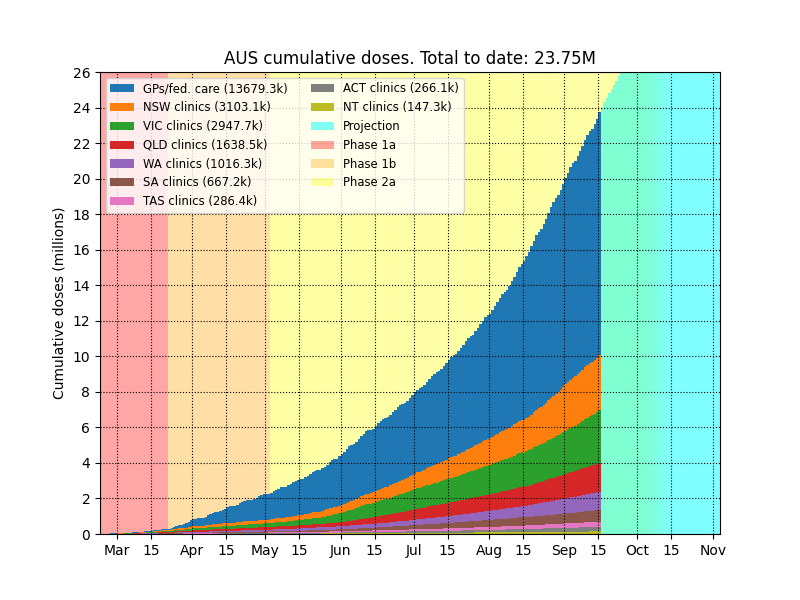 AUS cumulative doses. Total to date: 23.75M
Cumulative doses (millions)
26
24
22
20
18
16
14
12
10
8
6
4
2
0
GPs/fed. care (13679.3k)
NSW clinics (3103.1k)
VIC clinics (2947.7k)
QLD clinics (1638.5k)
WA clinics (1016.3k)
SA clinics (667.2k)
TAS clinics (286.4k)
ACT clinics (266.1k)
NT clinics (147.3k)
Projection
Phase 1a
Phase 1b
Phase 2a
Mar 15 Apr 15 May 15 Jun 15 Jul 15 Aug 15 Sep 15 Oct 15 Nov